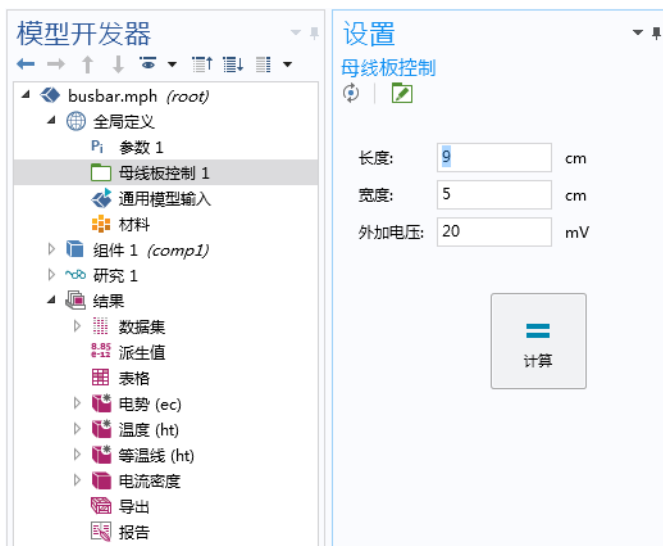 模型开发器
busbar.mph (root)
全局定义
Pi 参数 1
母线板控制 1
通用模型输入
材料
组件 1 (comp1)
研究 1
结果
数据集
8.85
e-12 派生值
表格
电势 (ec)
温度 (ht)
等温线 (ht)
电流密度
导出
报告
设置
母线板控制
长度: 9 cm
宽度: 5 cm
外加电压: 20 mV
计算